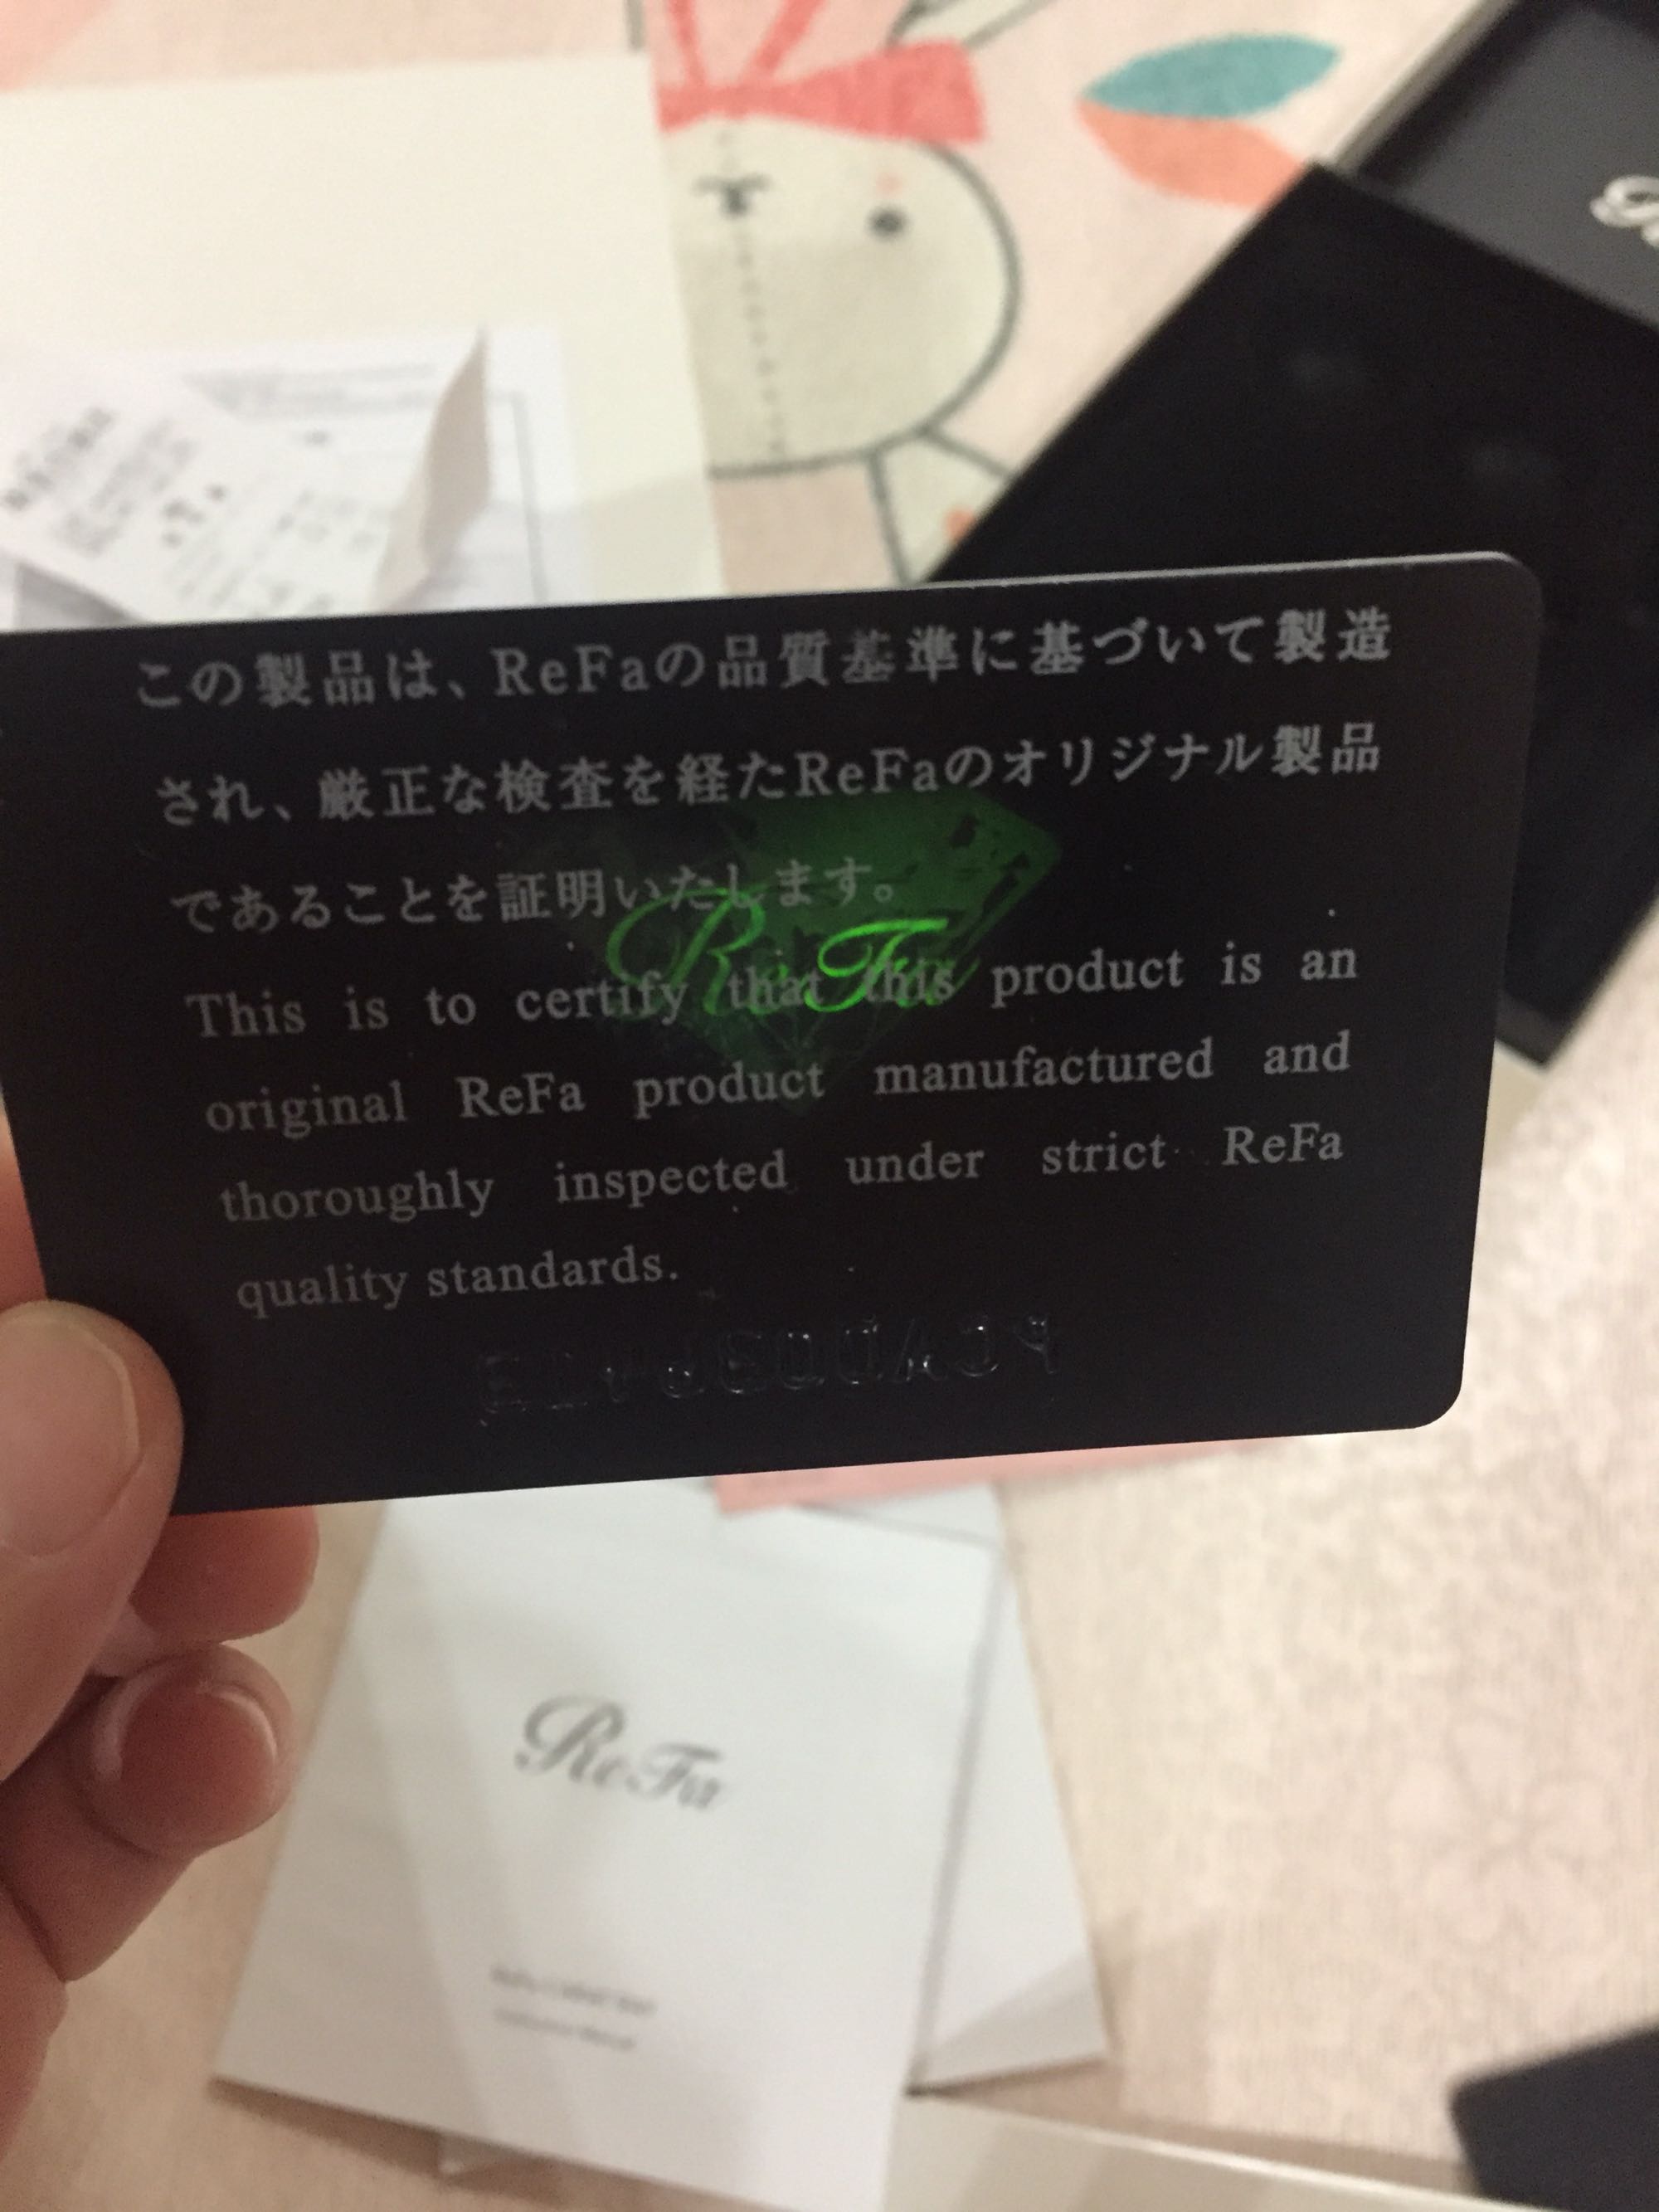 この製品は、ReFaの品質基準に基づいて製造
され、厳正な検査を経たReFaのオリジナル製品
であることを証明いたします。
ReFa
This is to certify that this product is an
original ReFa product manufactured and
thoroughly inspected under strict ReFa
quality standards.
ReFa